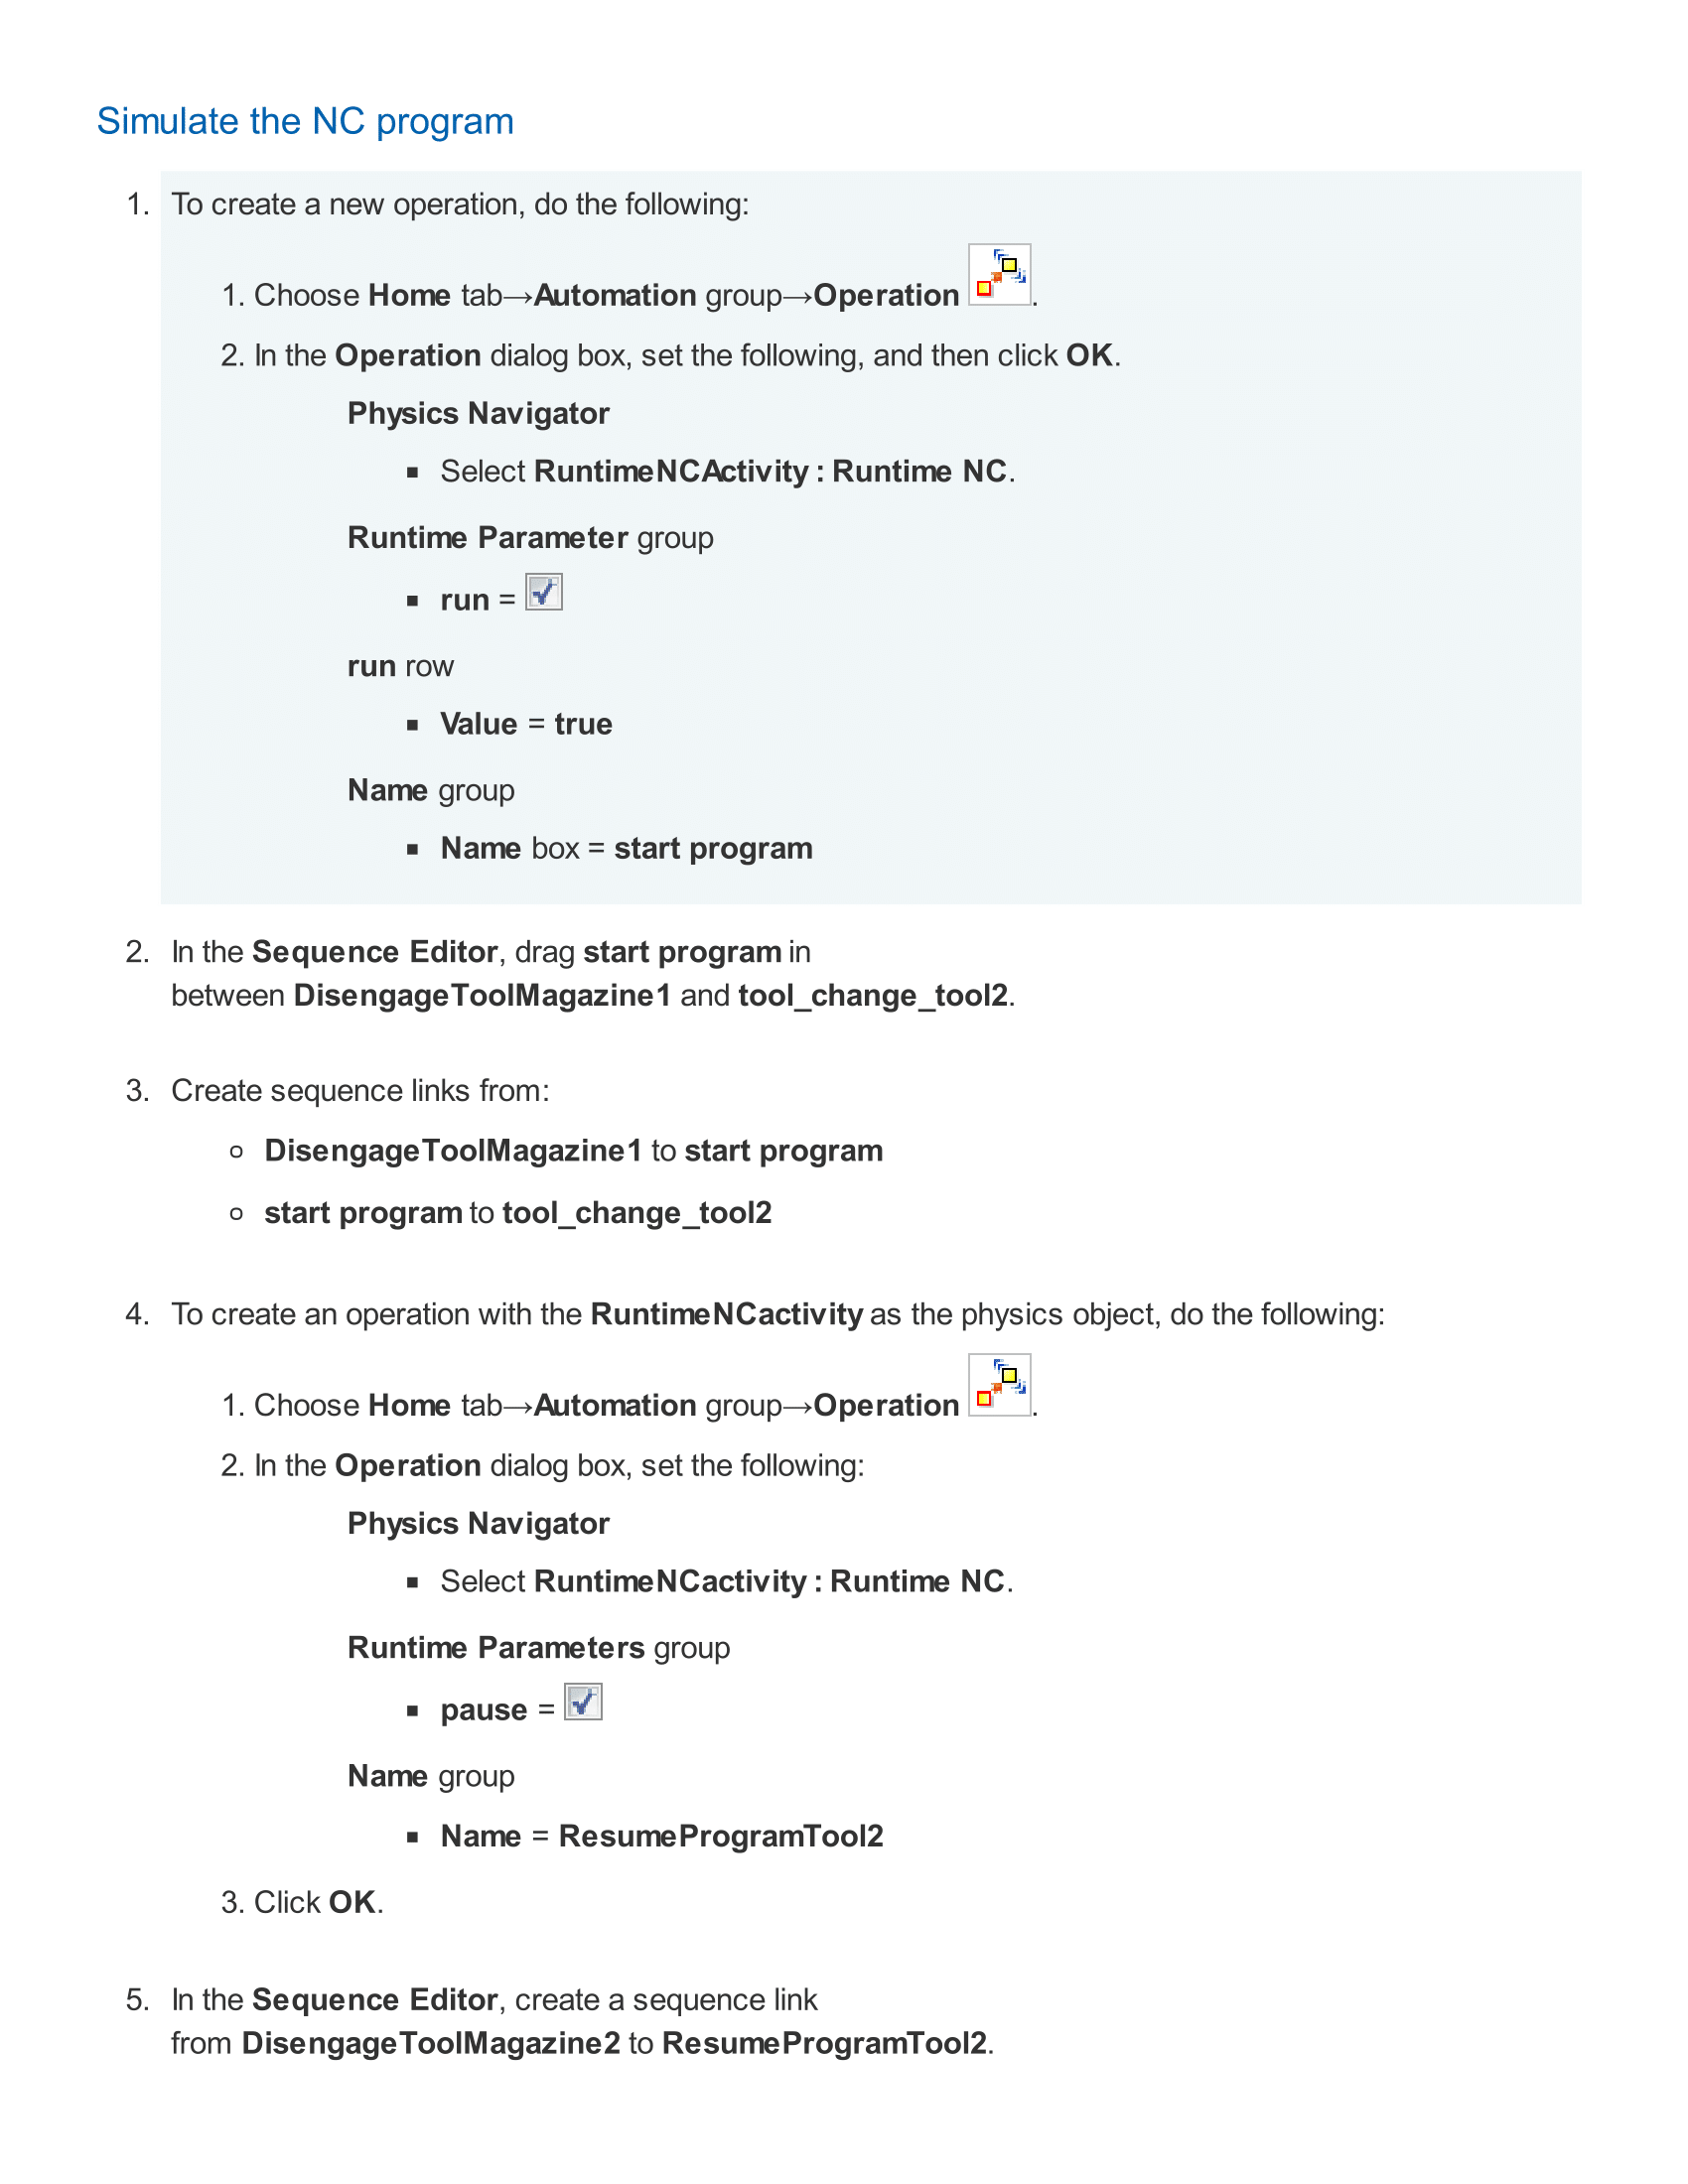 Simulate the NC program
1. To create a new operation, do the following:
1. Choose Home tab→Automation group→Operation .
2. In the Operation dialog box, set the following, and then click OK.
Physics Navigator
▪ Select RuntimeNCActivity : Runtime NC.
Runtime Parameter group
▪ run = ☑
run row
▪ Value = true
Name group
▪ Name box = start program
2. In the Sequence Editor, drag start program in
between DisengageToolMagazine1 and tool_change_tool2.
3. Create sequence links from:
○ DisengageToolMagazine1 to start program
○ start program to tool_change_tool2
4. To create an operation with the RuntimeNCactivity as the physics object, do the following:
1. Choose Home tab→Automation group→Operation .
2. In the Operation dialog box, set the following:
Physics Navigator
▪ Select RuntimeNCactivity : Runtime NC.
Runtime Parameters group
▪ pause = ☑
Name group
▪ Name = ResumeProgramTool2
3. Click OK.
5. In the Sequence Editor, create a sequence link
from DisengageToolMagazine2 to ResumeProgramTool2.